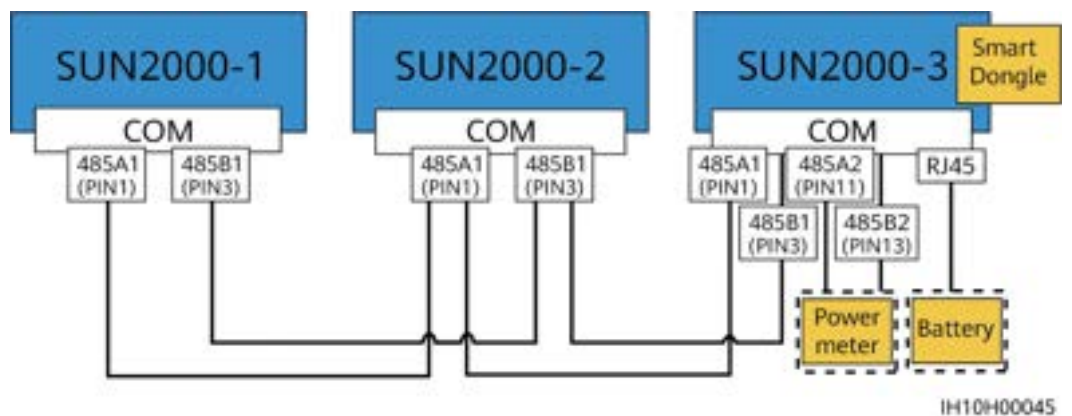 SUN2000-1
SUN2000-2
SUN2000-3
Smart
Dongle
COM
COM
COM
485A1
(PIN1)
485B1
(PIN3)
485A1
(PIN1)
485B1
(PIN3)
485A1
(PIN1)
485A2
(PIN11)
RJ45
485B1
(PIN3)
485B2
(PIN13)
Power
meter
Battery
IH10H00045